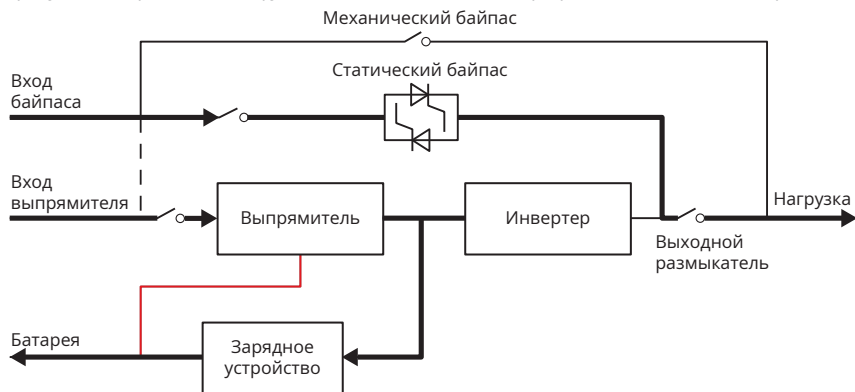 Механический байпас
Статический байпас
Вход
байпаса
Вход
выпрямителя
Выпрямитель
Инвертер
Нагрузка
Выходной
размыкатель
Батарея
Зарядное
устройство